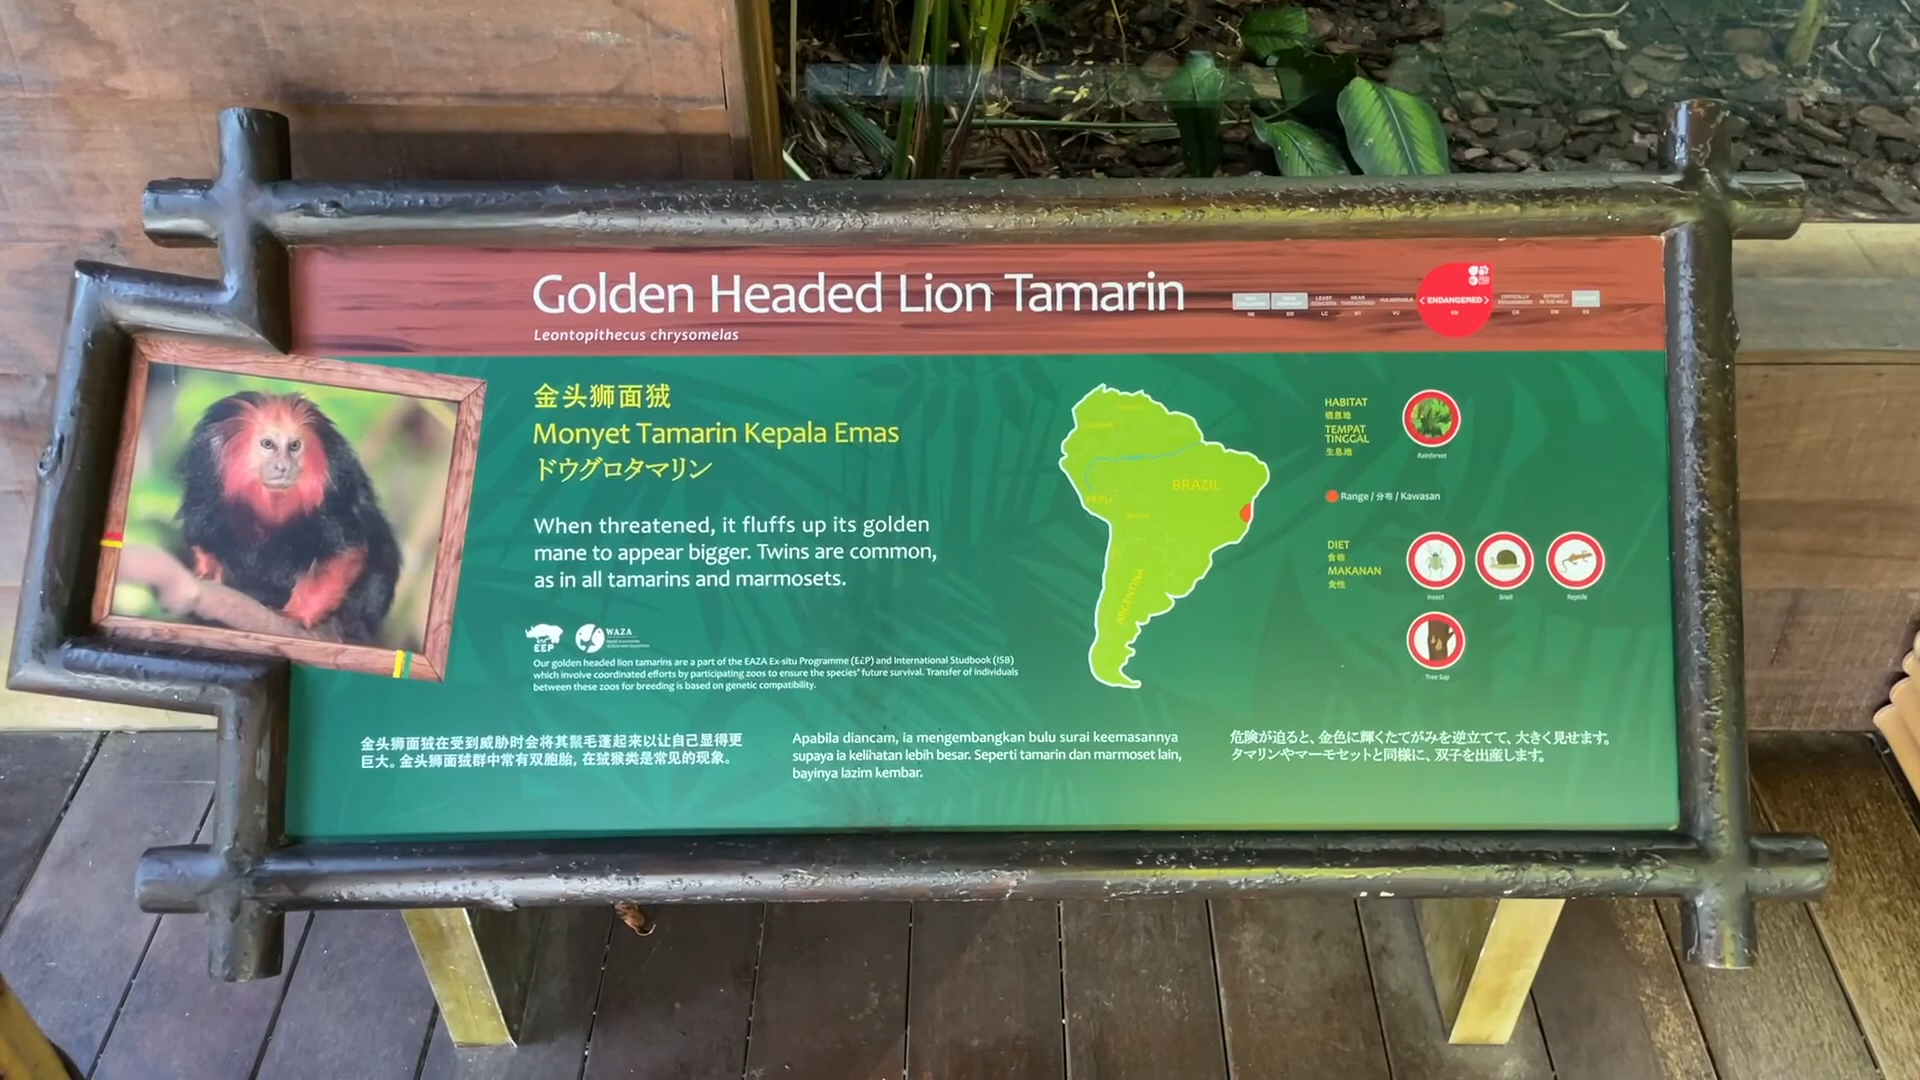 Golden Headed Lion Tamarin
Leontopithecus chrysomelas
LEAST CONCERN
LC
NEAR THREATENED
NT
VULNERABLE
VU
ENDANGERED
EN
CRITICALLY ENDANGERED
CR
EXTINCT IN THE WILD
EW
金头狮面狨
Monyet Tamarin Kepala Emas
ドウグロタマリン
When threatened, it fluffs up its golden
mane to appear bigger. Twins are common,
as in all tamarins and marmosets.
EEP
WAZA
Our golden headed lion tamarins are a part of the EAZA Ex-situ Programme (EEP) and International Studbook (ISB)
which involve coordinated efforts by participating zoos to ensure the species' future survival. Transfer of individuals
between these zoos for breeding is based on genetic compatibility.
PERU
BRAZIL
ARGENTINA
HABITAT
栖息地
TEMPAT
TINGGAL
生息地
Rainforest
Range / 分布 / Kawasan
DIET
食物
MAKANAN
食性
Insect
Snail
Reptile
Tree Sap
金头狮面狨在受到威胁时会将其鬃毛蓬起来以让自己显得更
巨大。金头狮面狨群中常有双胞胎，在狨猴类是常见的现象。
Apabila diancam, ia mengembangkan bulu surai keemasannya
supaya ia kelihatan lebih besar. Seperti tamarin dan marmoset lain,
bayinya lazim kembar.
危険が迫ると、金色に輝くたてがみを逆立てて、大きく見せます。
タマリンやマーモセットと同様に、双子を出産します。